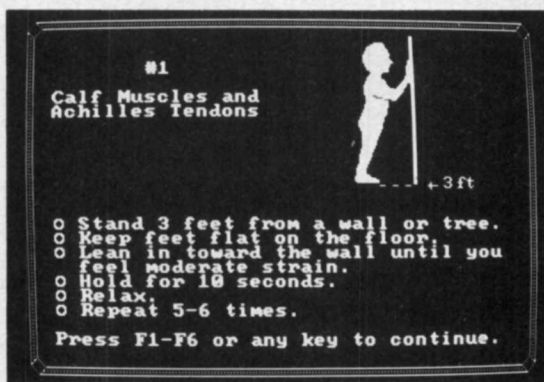 #1
Calf Muscles and
Achilles Tendons
←3ft
o Stand 3 feet from a wall or tree.
o Keep feet flat on the floor.
o Lean in toward the wall until you
feel moderate strain.
o Hold for 10 seconds.
o Relax.
o Repeat 5-6 times.
Press F1-F6 or any key to continue.